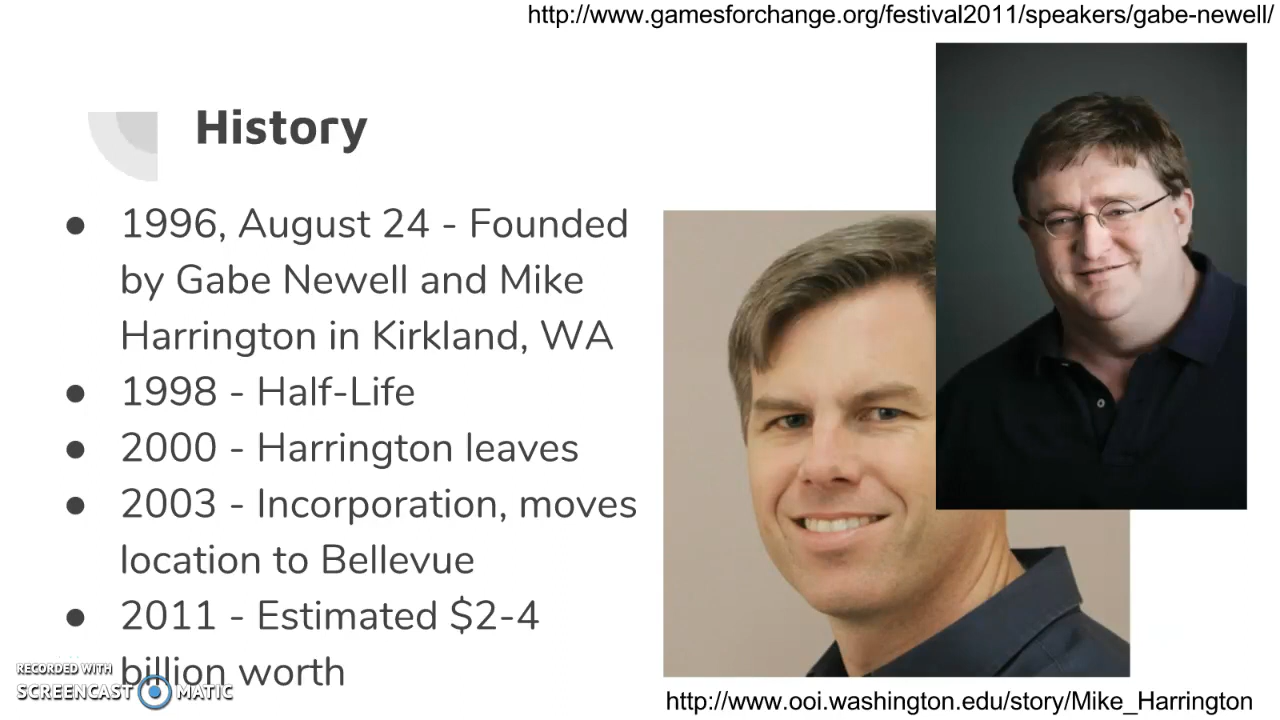 http://www.gamesforchange.org/festival2011/speakers/gabe-newell/
History
● 1996, August 24 - Founded
by Gabe Newell and Mike
Harrington in Kirkland, WA
● 1998 - Half-Life
● 2000 - Harrington leaves
● 2003 - Incorporation, moves
location to Bellevue
● 2011 - Estimated $2-4
billion worth
RECORDED WITH
SCREENCAST MATIC
http://www.ooi.washington.edu/story/Mike_Harrington